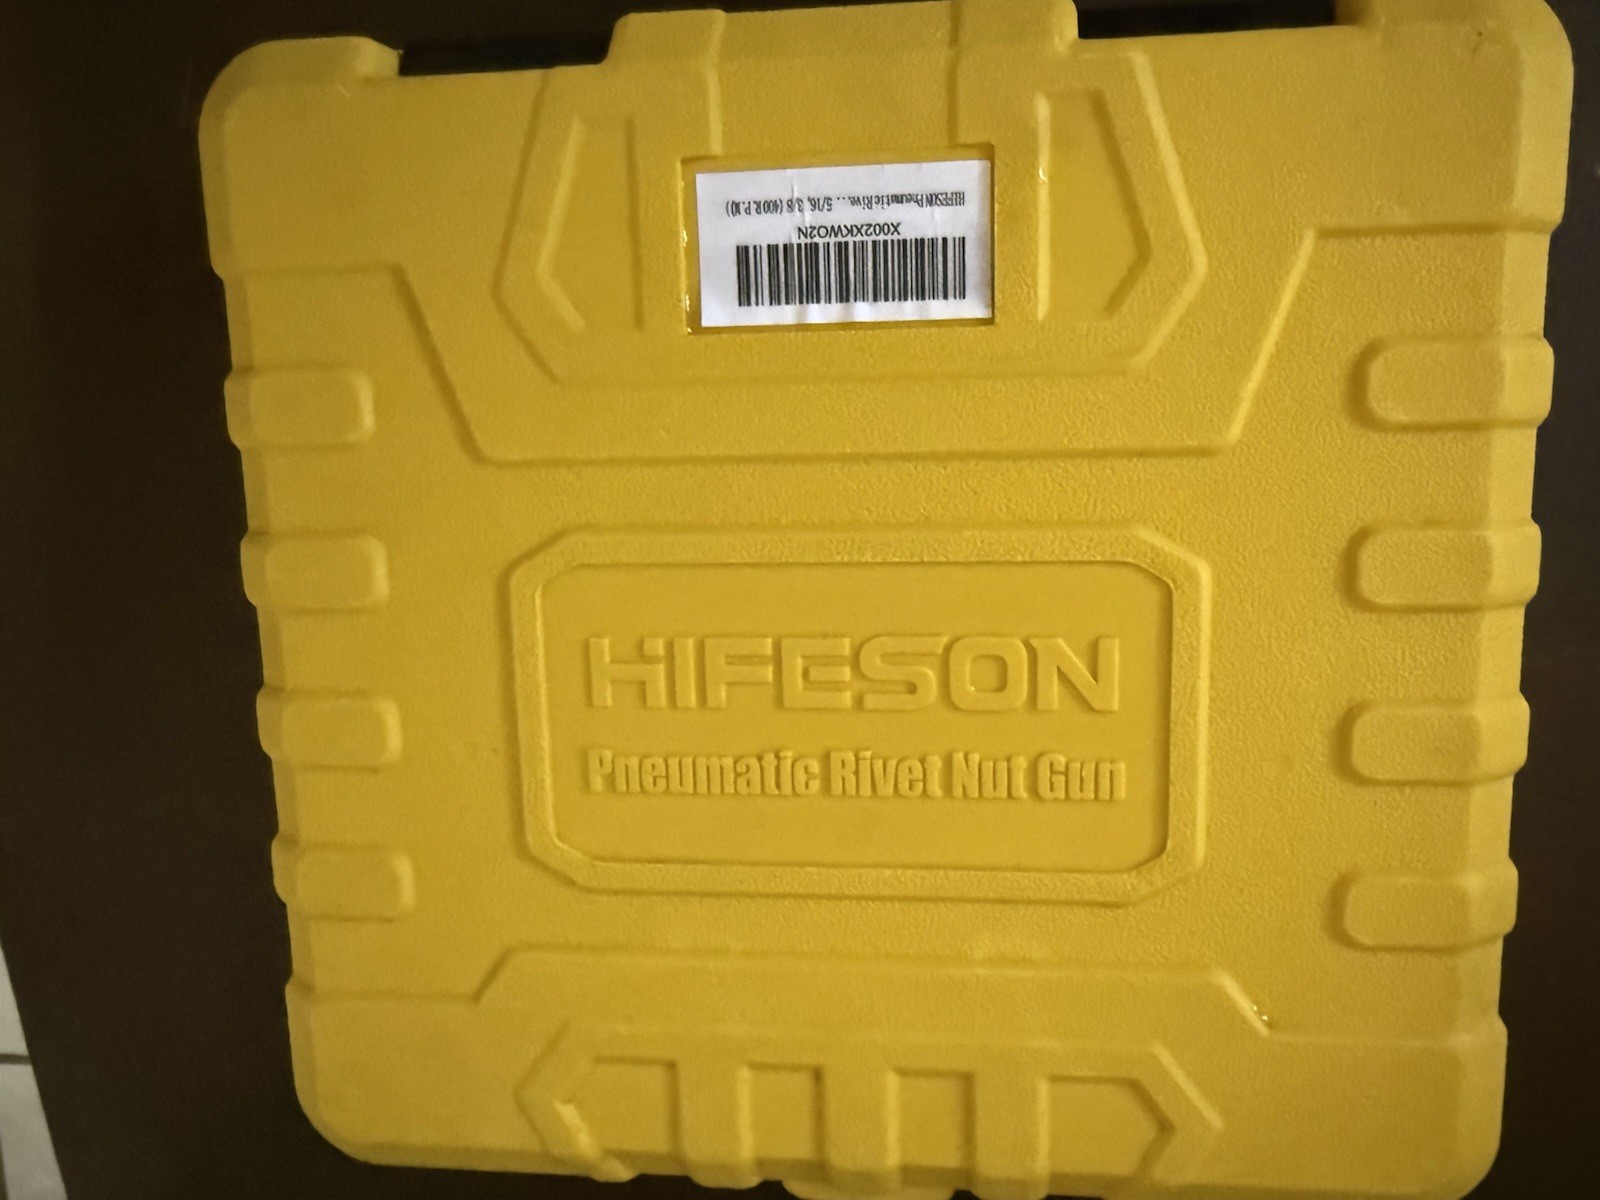 HIFESON Pneumatic Rive... 5/16, 3/8 (400 R.P.10)
X002XKWO2N
HIFESON
Pneumatic Rivet Nut Gun